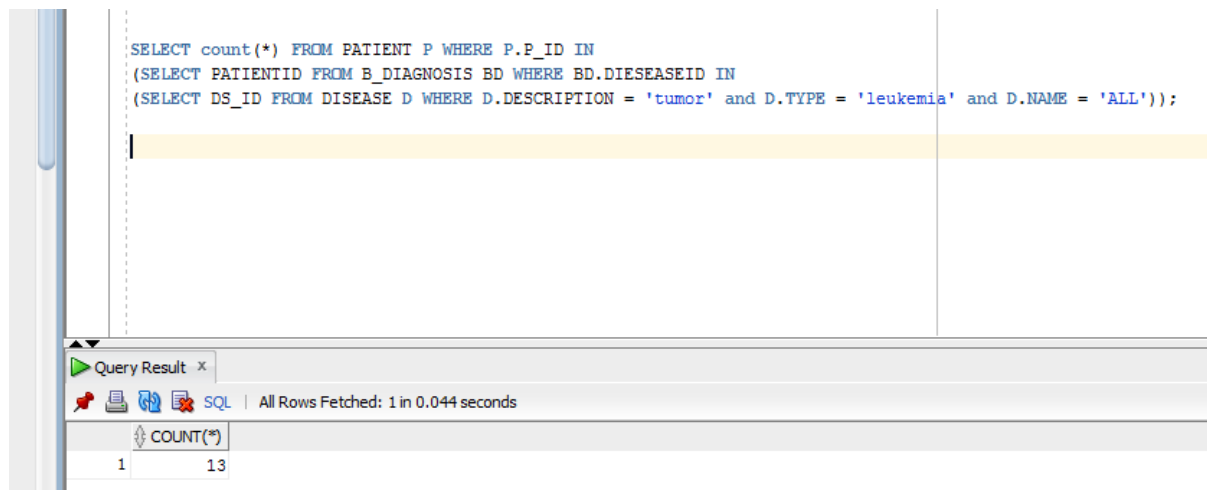 SELECT count(*) FROM PATIENT P WHERE P.P_ID IN
(SELECT PATIENTID FROM B_DIAGNOSIS BD WHERE BD.DIESEASEID IN
(SELECT DS_ID FROM DISEASE D WHERE D.DESCRIPTION = 'tumor' and D.TYPE = 'leukemia' and D.NAME = 'ALL'));
Query Result x
SQL | All Rows Fetched: 1 in 0.044 seconds
COUNT(*)
1 13